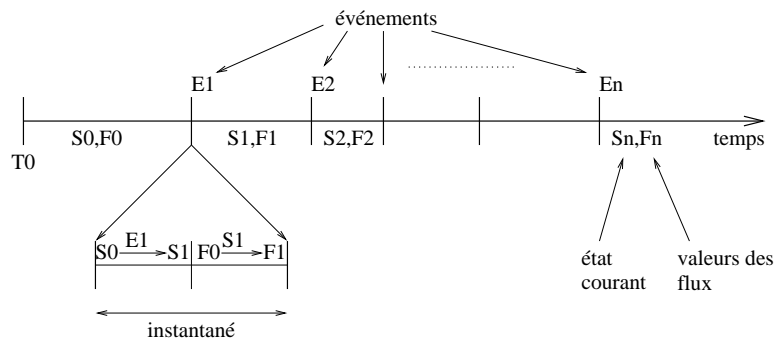 événements
E1
E2
En
S0,F0
S1,F1
S2,F2
Sn,Fn
temps
T0
S0 E1 S1 F0 S1 F1
état
courant
valeurs des
flux
instantané